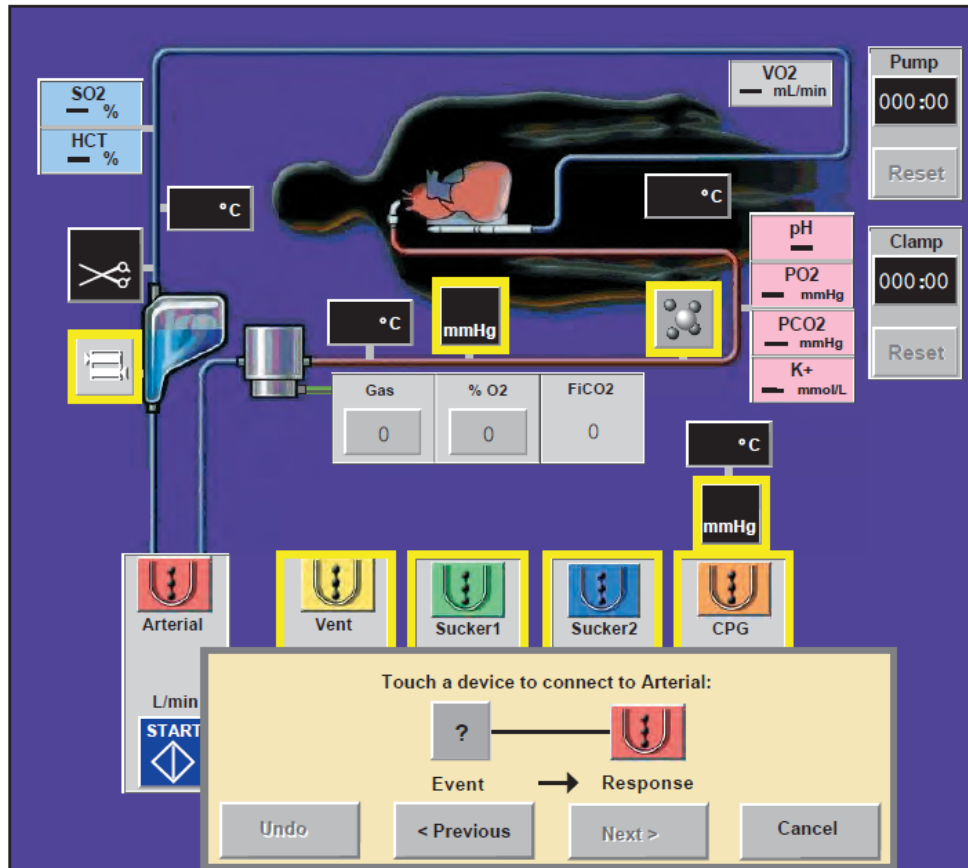 SO2
— %
HCT
— %
°C
VO2
— mL/min
Pump
000:00
Reset
°C
pH
—
PO2
— mmHg
PCO2
— mmHg
K+
— mmol/L
Clamp
000:00
Reset
°C
mmHg
Gas
% O2
FiCO2
0
0
0
°C
mmHg
Arterial
Vent
Sucker1
Sucker2
CPG
L/min
START
Touch a device to connect to Arterial:
?
Event
Response
Undo
< Previous
Next >
Cancel